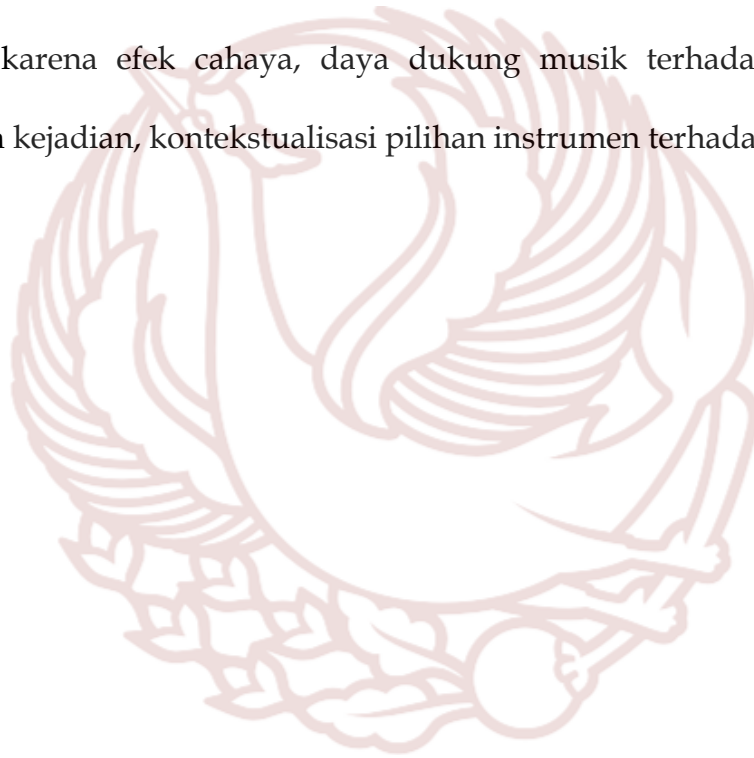 karena efek cahaya, daya dukung musik terhada
kejadian, kontekstualisasi pilihan instrumen terhada